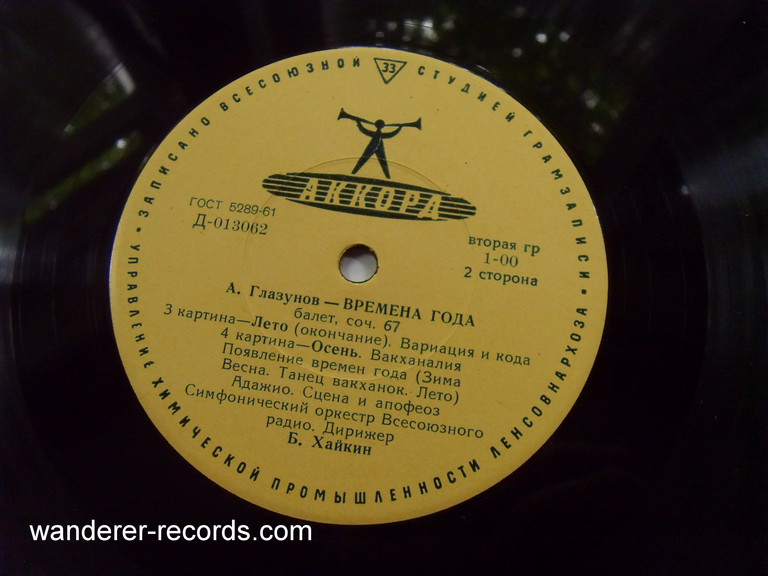 ЗАПИСАНО ВСЕСОЮЗНОЙ 33 СТУДИЕЙ ГРАМЗАПИСИ
АККОРД
ГОСТ 5289-61
Д-013062
вторая гр
1-00
2 сторона
А. Глазунов — ВРЕМЕНА ГОДА
балет, соч. 67
3 картина—Лето (окончание). Вариация и кода
4 картина—Осень. Вакханалия
Появление времен года (Зима
Весна. Танец вакханок. Лето)
Адажио. Сцена и апофеоз
Симфонический оркестр Всесоюзного
радио. Дирижер
Б. Хайкин
• УПРАВЛЕНИЕ ХИМИЧЕСКОЙ ПРОМЫШЛЕННОСТИ ЛЕНСОВНАРХОЗА •
wanderer-records.com